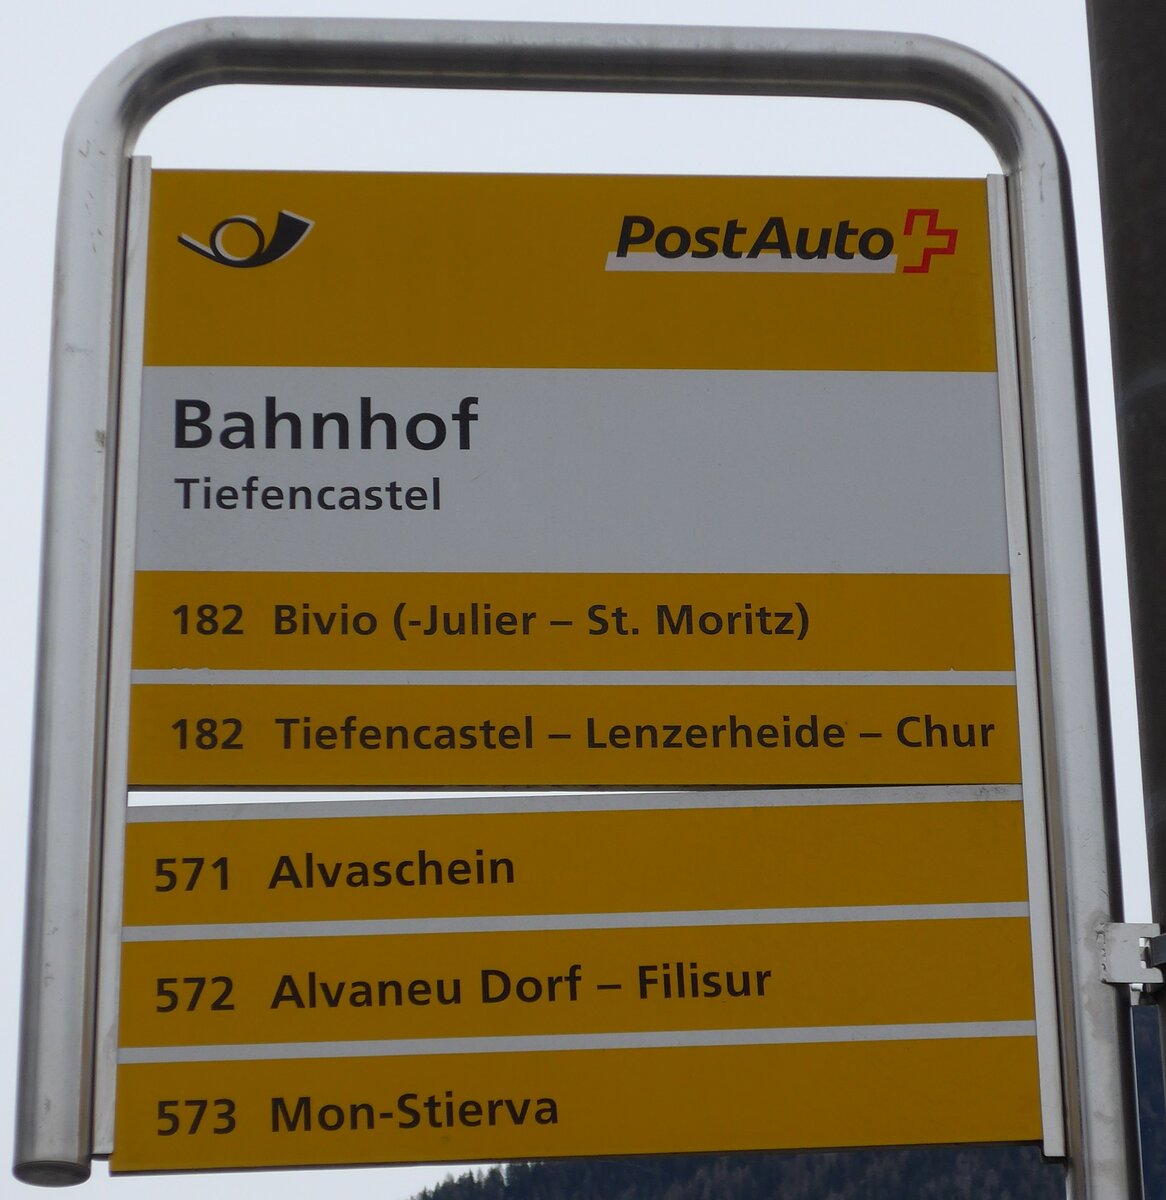 PostAuto
Bahnhof
Tiefencastel
182 Bivio (-Julier – St. Moritz)
182 Tiefencastel – Lenzerheide – Chur
571 Alvaschein
572 Alvaneu Dorf – Filisur
573 Mon-Stierva